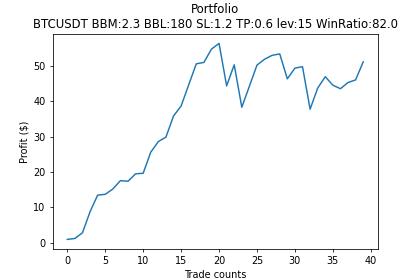 Portfolio
BTCUSDT BBM:2.3 BBL:180 SL:1.2 TP:0.6 lev:15 WinRatio:82.0
Profit ($)
50
40
30
20
10
0
0 5 10 15 20 25 30 35 40
Trade counts